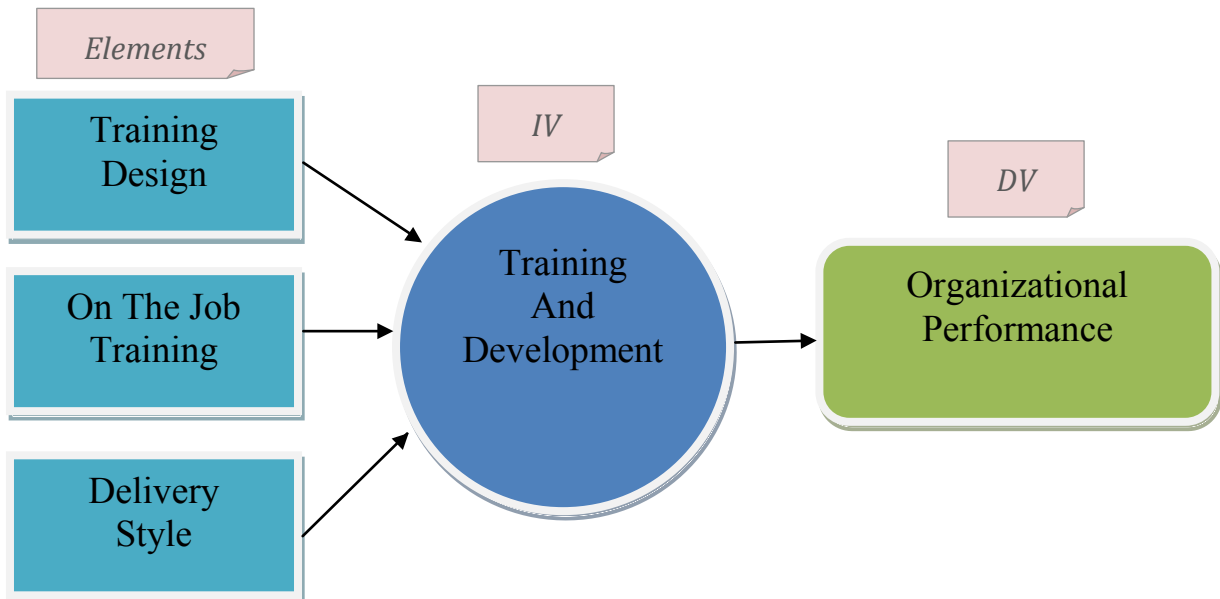 Elements
Training
Design
IV
DV
Training
And
Development
Organizational
Performance
On The Job
Training
Delivery
Style